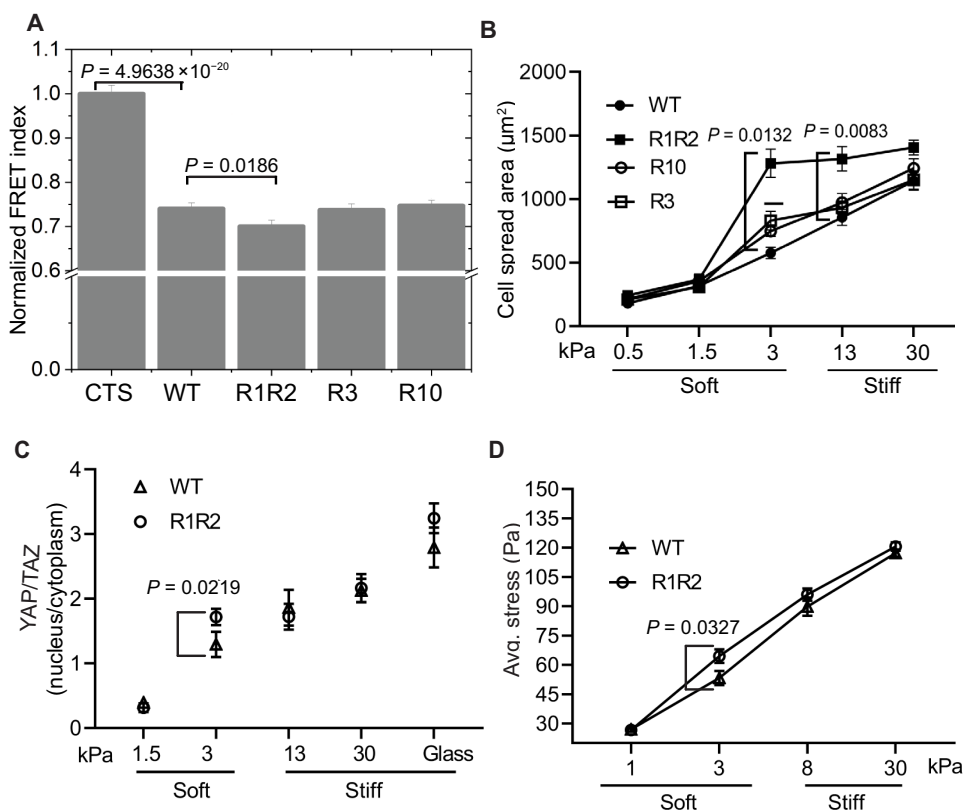 A
Normalized FRET index
1.1
1.0
0.9
0.8
0.7
0.6
0.0
P = 4.9638 ×10⁻²⁰
P = 0.0186
CTS WT R1R2 R3 R10
B
Cell spread area (µm²)
2000
1500
1000
500
0
WT
R1R2
R10
R3
P = 0.0132 P = 0.0083
kPa 0.5 1.5 3 13 30
Soft Stiff
C
YAP/TAZ
(nucleus/cytoplasm)
4
3
2
1
0
WT
R1R2
P = 0.0219
kPa 1.5 3 13 30 Glass
Soft Stiff
D
Avg. stress (Pa)
150
135
120
105
90
75
60
45
30
WT
R1R2
P = 0.0327
1 3 8 30 kPa
Soft Stiff